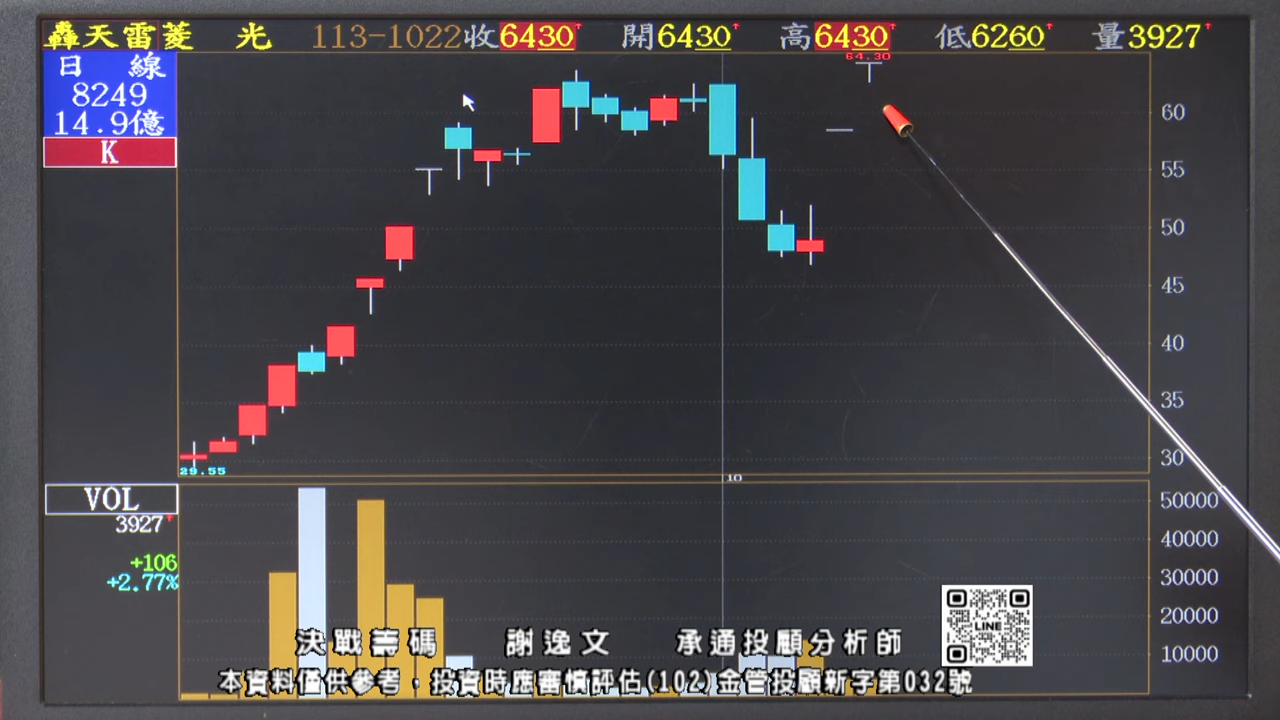 轟天雷菱 光 113-1022收6430↑ 開6430↑ 高6430↑ 低6260↑ 量3927↑
日 線
8249
14.9億
K
64.30
60
55
50
45
40
35
30
29.55
10
VOL
3927↑
+106
+2.77%
50000
40000
30000
20000
10000
LINE
決戰籌碼 謝逸文 承通投顧分析師
本資料僅供參考，投資時應審慎評估(102)金管投顧新字第032號